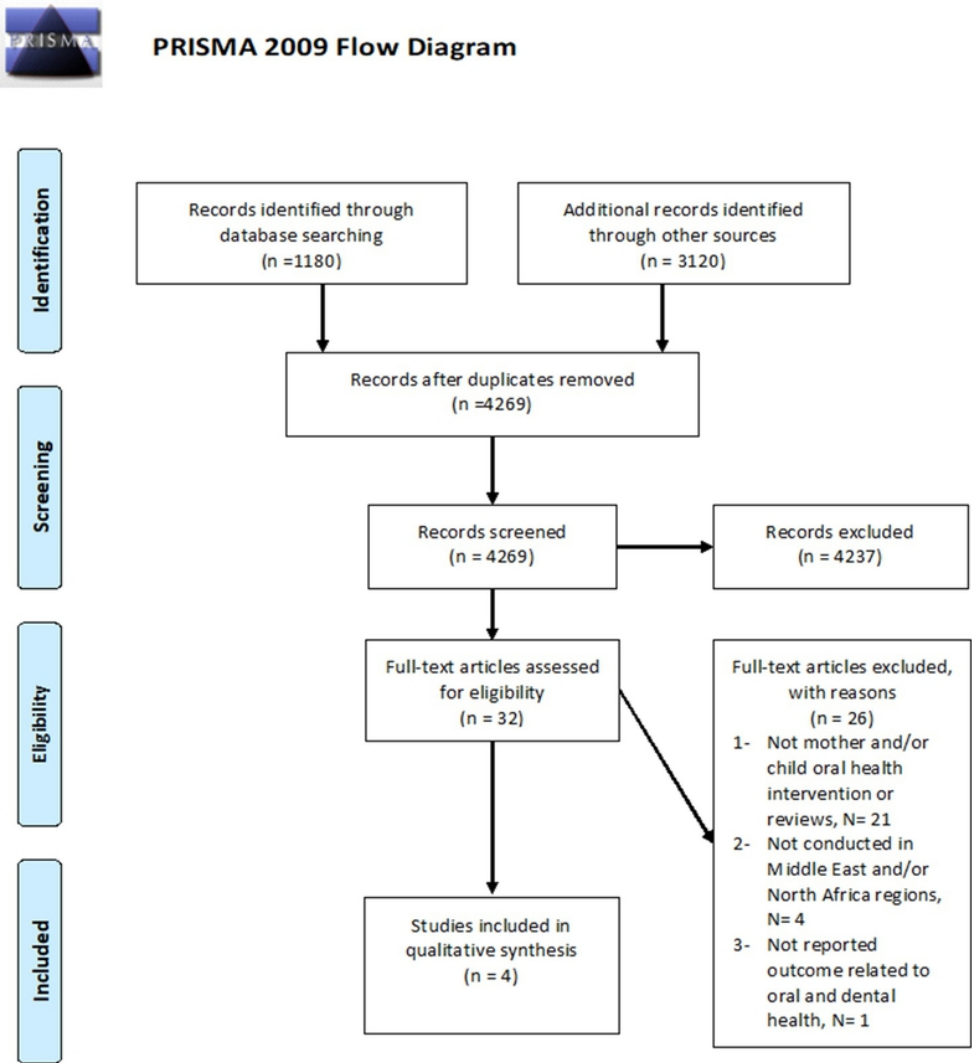 PRISMA
PRISMA 2009 Flow Diagram
Identification
Records identified through
database searching
(n =1180)
Additional records identified
through other sources
(n = 3120)
Records after duplicates removed
(n =4269)
Screening
Records screened
(n = 4269)
Records excluded
(n = 4237)
Eligibility
Full-text articles assessed
for eligibility
(n = 32)
Full-text articles excluded,
with reasons
(n = 26)
1- Not mother and/or
child oral health
intervention or
reviews, N= 21
2- Not conducted in
Middle East and/or
North Africa regions,
N= 4
3- Not reported
outcome related to
oral and dental
health, N= 1
Included
Studies included in
qualitative synthesis
(n = 4)